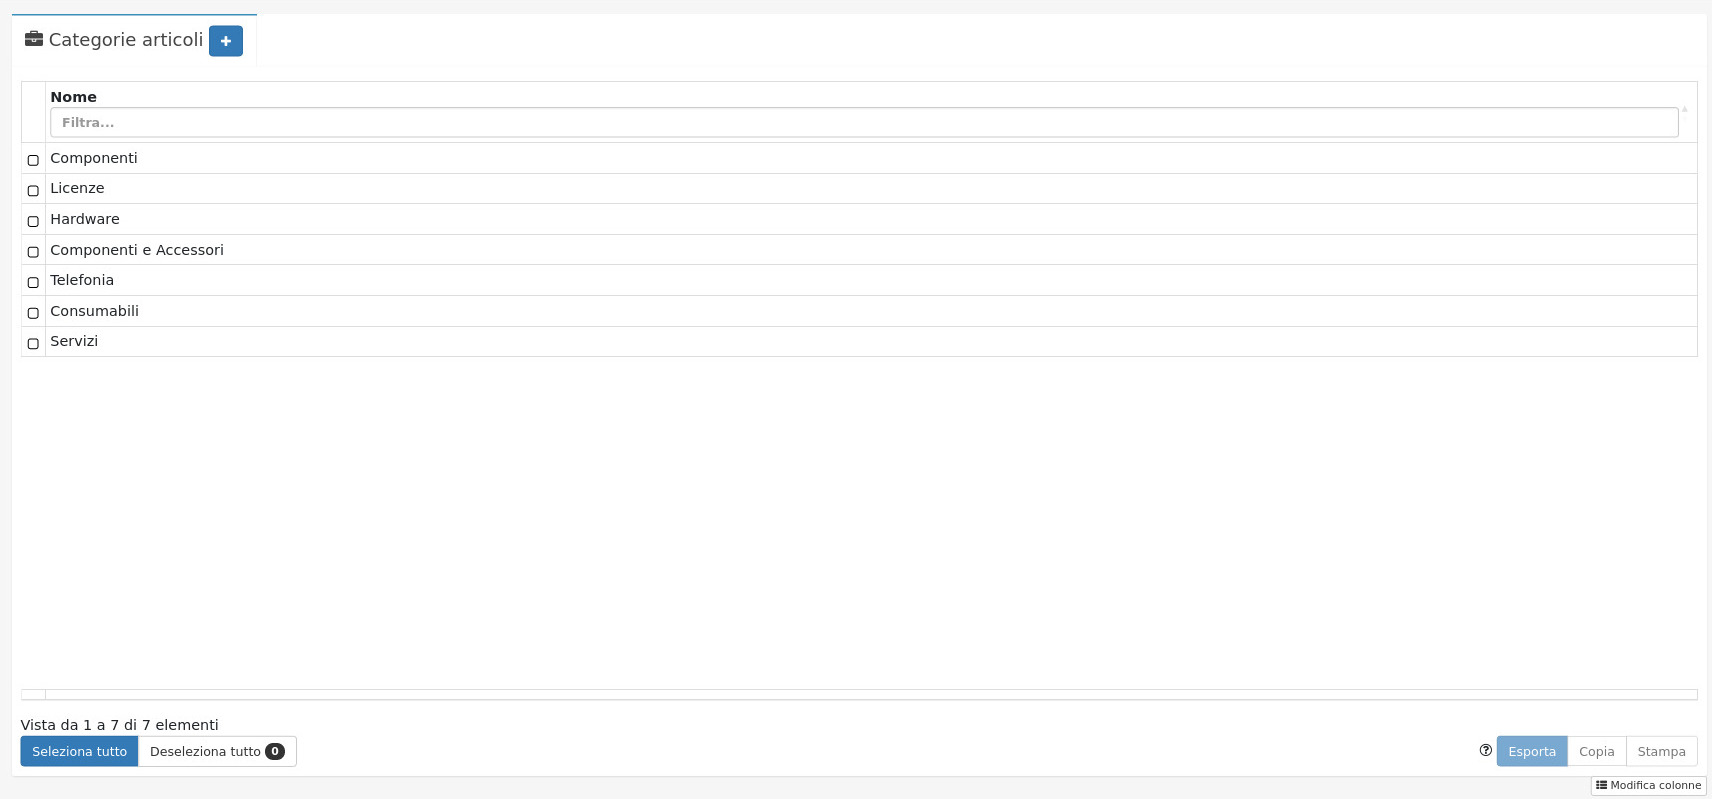 Categorie articoli +
Nome
Filtra...
Componenti
Licenze
Hardware
Componenti e Accessori
Telefonia
Consumabili
Servizi
Vista da 1 a 7 di 7 elementi
Seleziona tutto Deseleziona tutto 0 Esporta Copia Stampa
Modifica colonne